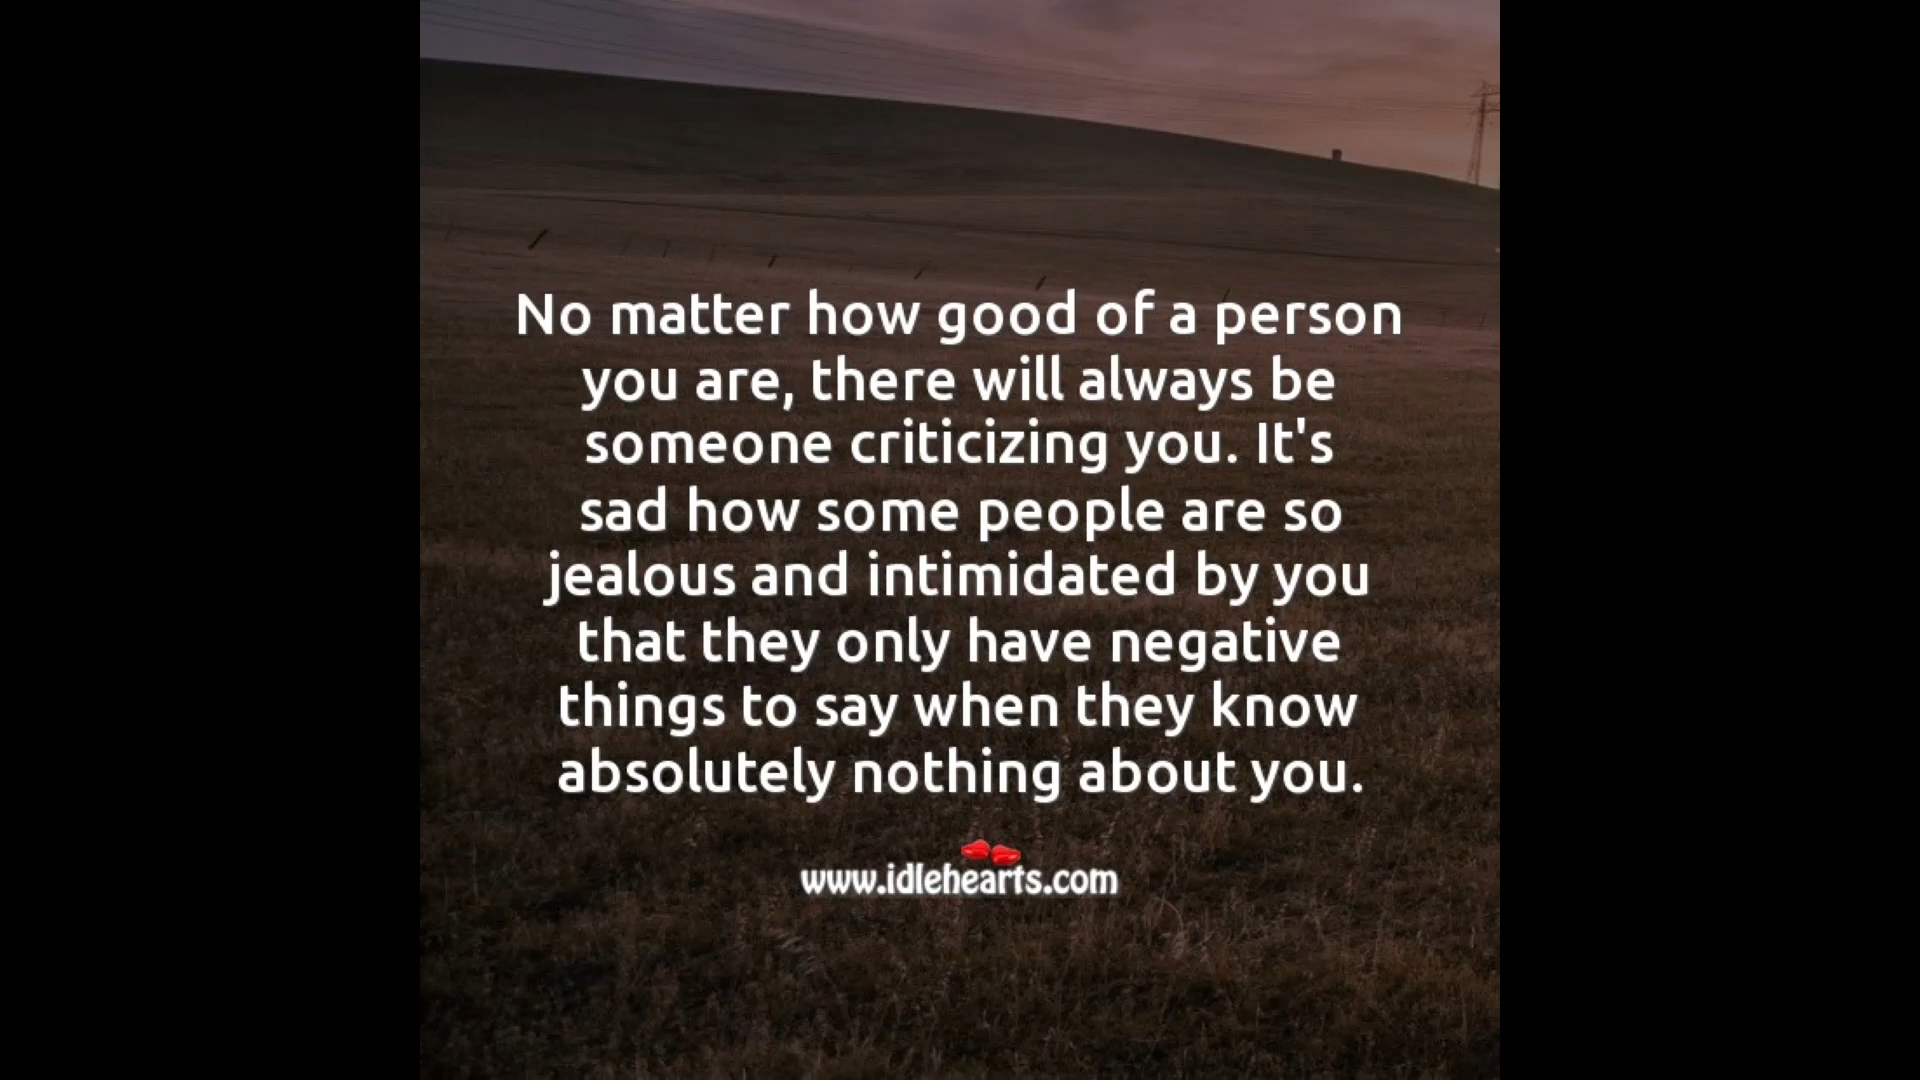 No matter how good of a person
you are, there will always be
someone criticizing you. It's
sad how some people are so
jealous and intimidated by you
that they only have negative
things to say when they know
absolutely nothing about you.
www.idlehearts.com